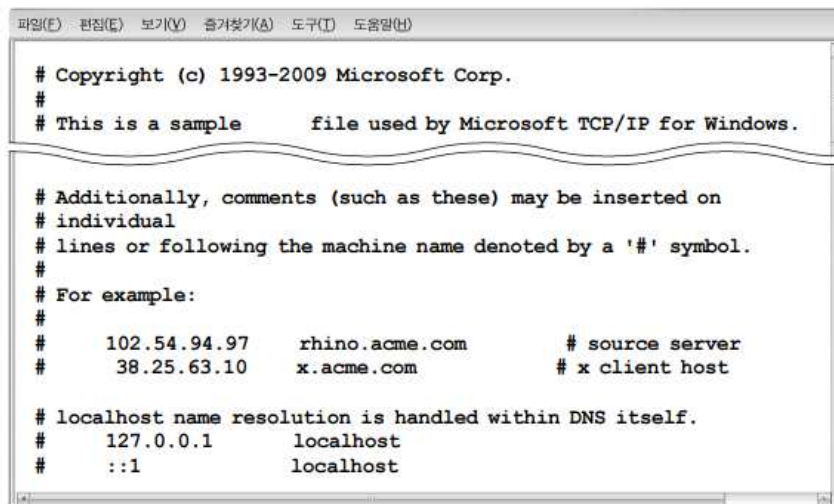 파일(F) 편집(E) 보기(V) 즐겨찾기(A) 도구(T) 도움말(H)
# Copyright (c) 1993-2009 Microsoft Corp.
#
# This is a sample file used by Microsoft TCP/IP for Windows.
# Additionally, comments (such as these) may be inserted on
# individual
# lines or following the machine name denoted by a '#' symbol.
#
# For example:
#
# 102.54.94.97 rhino.acme.com # source server
# 38.25.63.10 x.acme.com # x client host
# localhost name resolution is handled within DNS itself.
# 127.0.0.1 localhost
# ::1 localhost